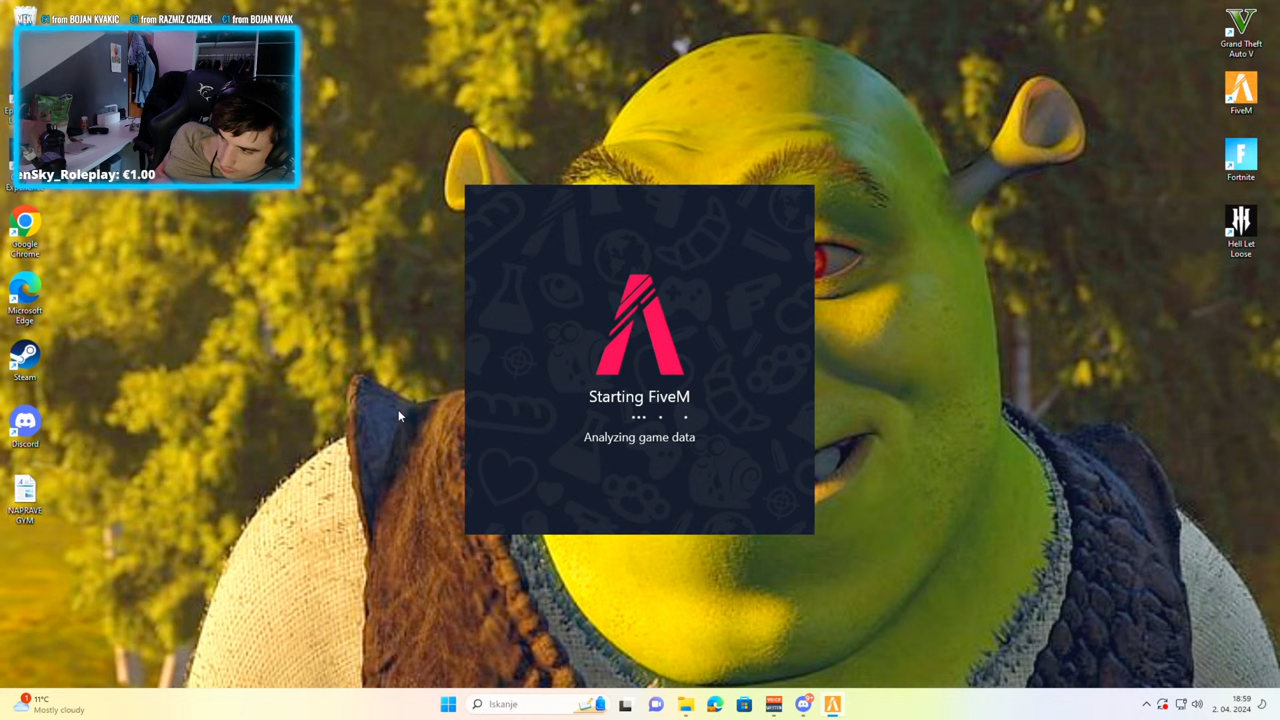 from BOJAN KVAKIC from RAZMIZ CIZMEK €1 from BOJAN KVAK
enSky_Roleplay: €1.00
Google
Chrome
Microsoft
Edge
Steam
Discord
NAPRAVE
GYM
Starting FiveM
Analyzing game data
Grand Theft
Auto V
FiveM
Fortnite
Hell Let
Loose
1
11°C
Mostly cloudy
Iskanje
18:59
2. 04. 2024